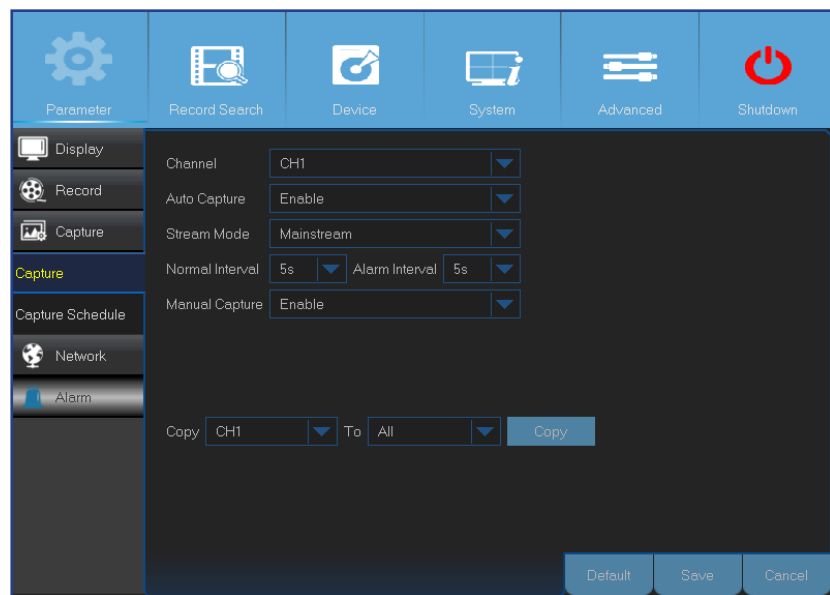 Parameter Record Search Device System Advanced Shutdown
Display
Record
Capture
Capture
Capture Schedule
Network
Alarm
Channel CH1
Auto Capture Enable
Stream Mode Mainstream
Normal Interval 5s Alarm Interval 5s
Manual Capture Enable
Copy CH1 To All Copy
Default Save Cancel